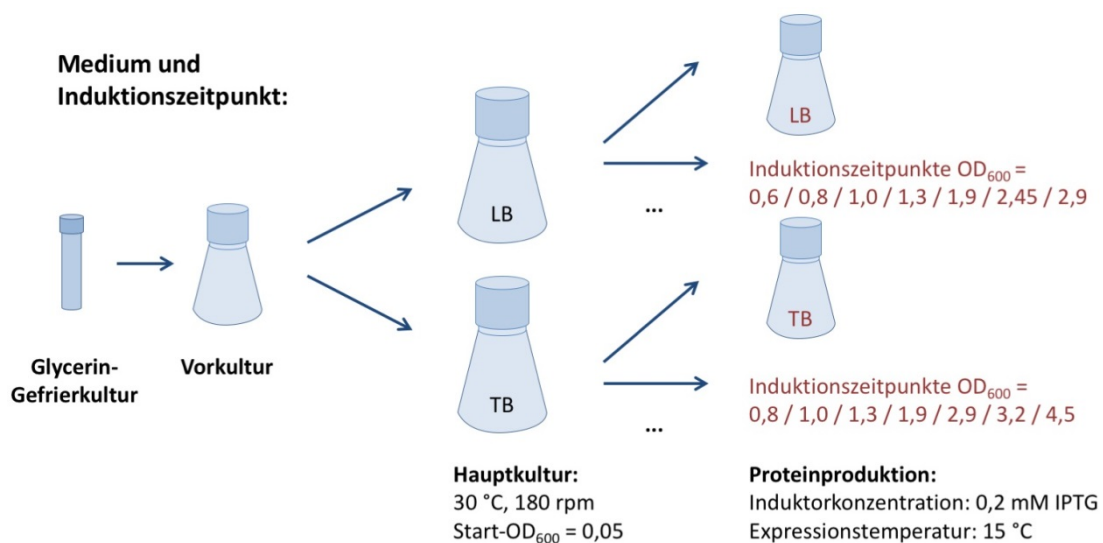 Medium und
Induktionszeitpunkt:
Glycerin-
Gefrierkultur
Vorkultur
LB
TB
...
...
LB
Induktionszeitpunkte OD₆₀₀ =
0,6 / 0,8 / 1,0 / 1,3 / 1,9 / 2,45 / 2,9
TB
Induktionszeitpunkte OD₆₀₀ =
0,8 / 1,0 / 1,3 / 1,9 / 2,9 / 3,2 / 4,5
Hauptkultur:
30 °C, 180 rpm
Start-OD₆₀₀ = 0,05
Proteinproduktion:
Induktorkonzentration: 0,2 mM IPTG
Expressionstemperatur: 15 °C